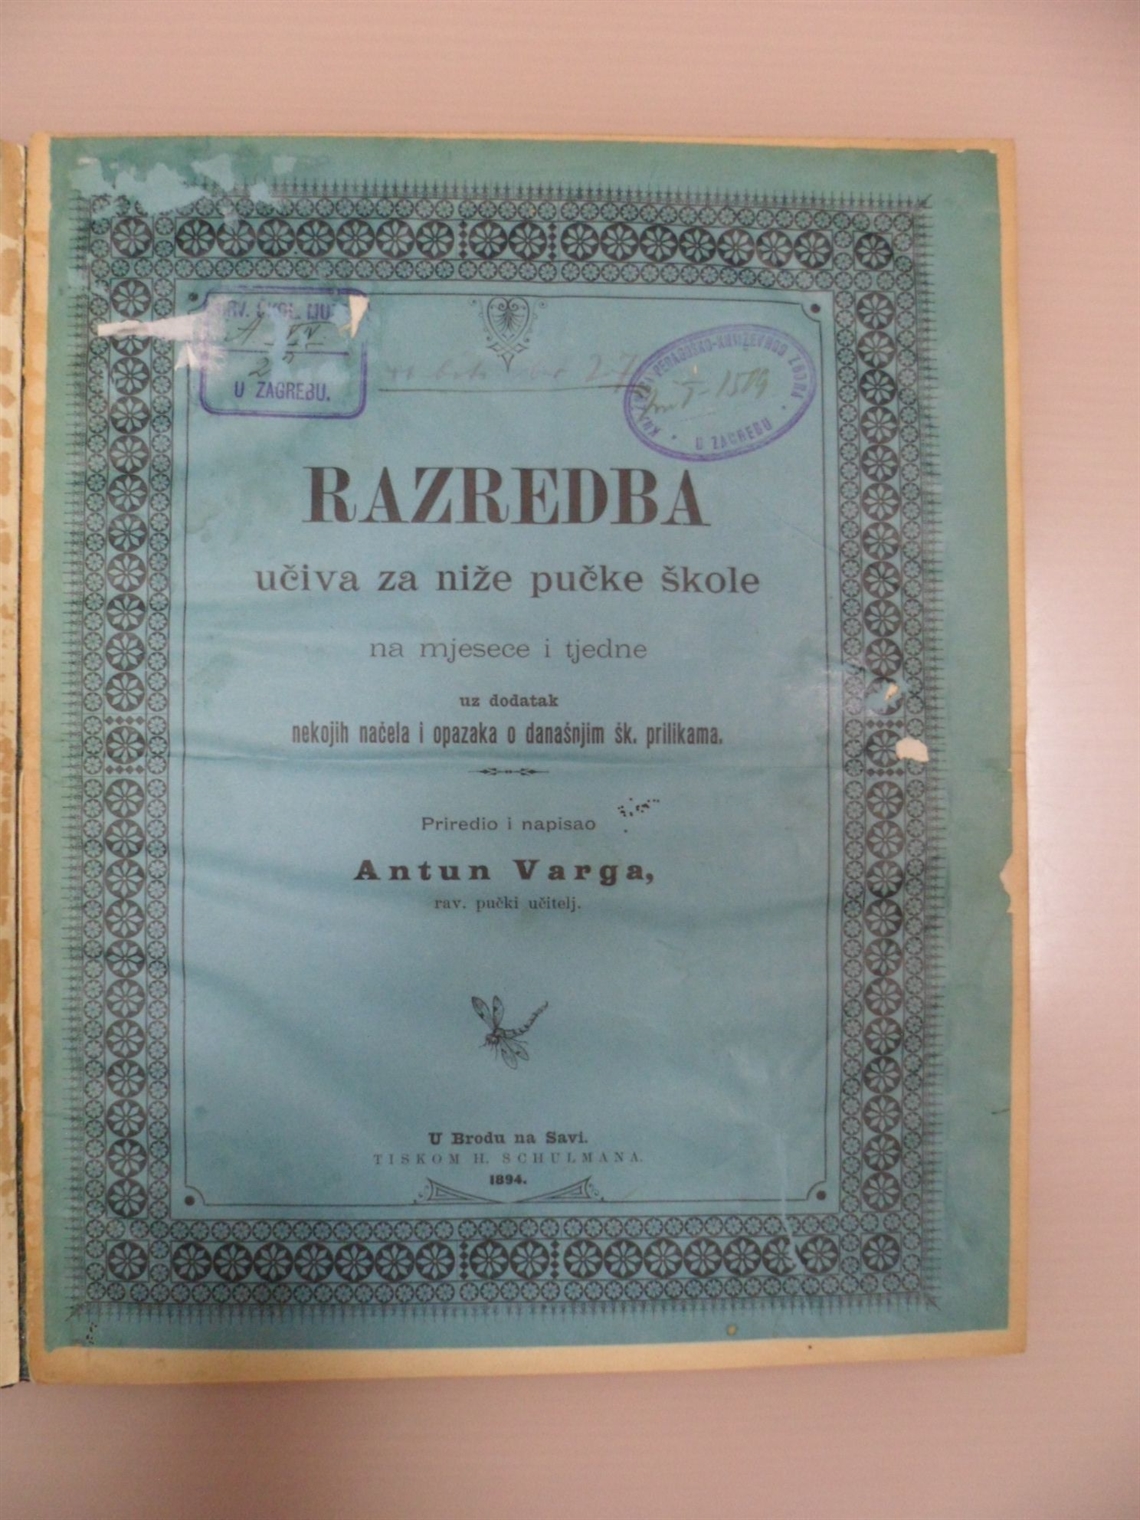 U ZAGREBU.
U ZAGREBU
RAZREDBA
učiva za niže pučke škole
na mjesece i tjedne
uz dodatak
nekojih načela i opazaka o današnjim šk. prilikama.
Priredio i napisao
Antun Varga,
rav. pučki učitelj.
U Brodu na Savi.
TISKOM H. SCHULMANA.
1894.